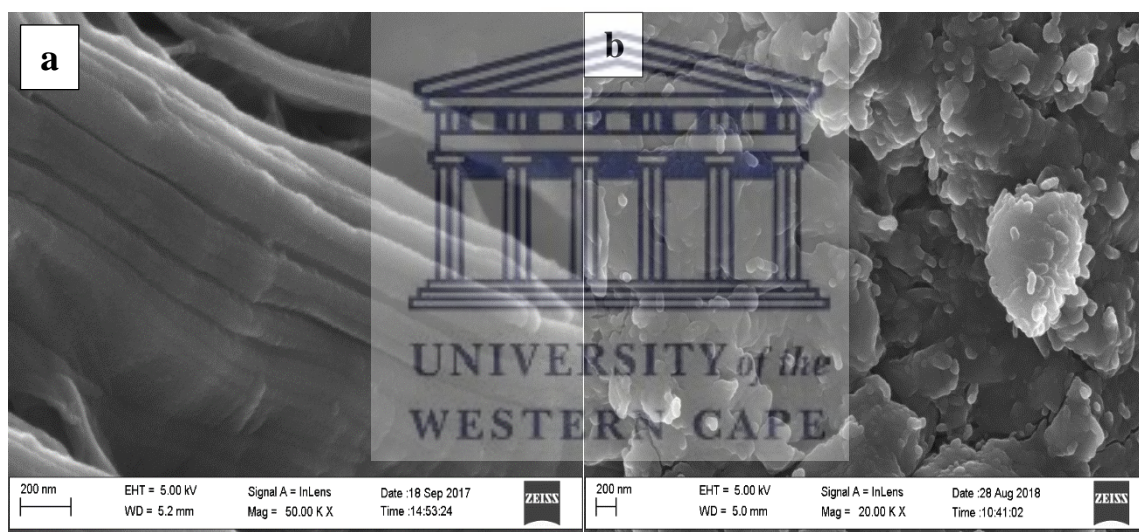 a
b
UNIVERSITY of the
WESTERN CAPE
200 nm
EHT = 5.00 kV
WD = 5.2 mm
Signal A = InLens
Mag = 50.00 K X
Date :18 Sep 2017
Time :14:53:24
ZEISS
200 nm
EHT = 5.00 kV
WD = 5.0 mm
Signal A = InLens
Mag = 20.00 K X
Date :28 Aug 2018
Time :10:41:02
ZEISS